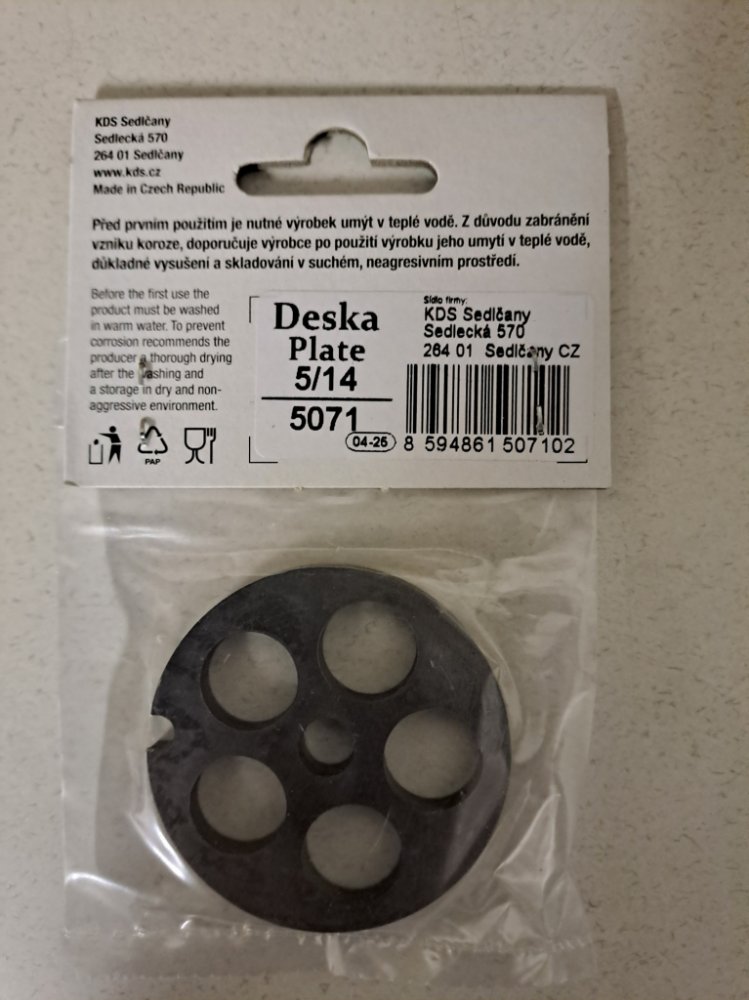 KDS Sedlčany
Sedlecká 570
264 01 Sedlčany
www.kds.cz
Made in Czech Republic
Před prvním použitím je nutné výrobek umýt v teplé vodě. Z důvodu zabránění
vzniku koroze, doporučuje výrobce po použití výrobku jeho umytí v teplé vodě,
důkladné vysušení a skladování v suchém, neagresivním prostředí.
Before the first use the
product must be washed
in warm water. To prevent
corrosion recommends the
producer a thorough drying
after the washing and
a storage in dry and non-
aggressive environment.
PAP
Deska
Plate
5/14
5071
04-26
Sídlo firmy:
KDS Sedlčany
Sedlecká 570
264 01 Sedlčany CZ
8 594861 507102